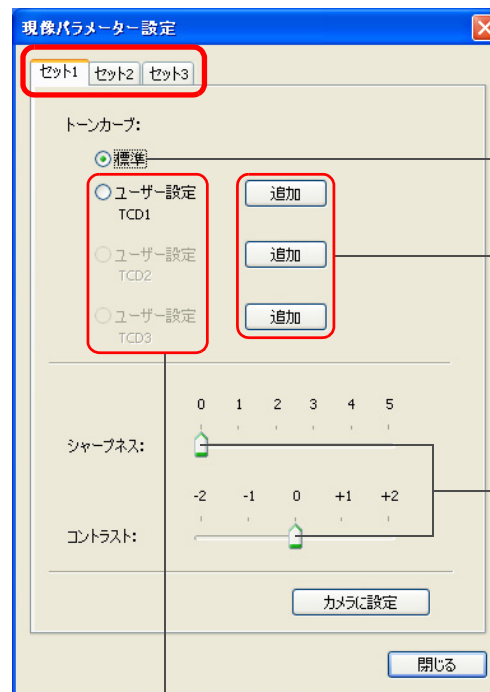 現像パラメーター設定
セット1 セット2 セット3
トーンカーブ:
標準
ユーザー設定 追加
TCD1
ユーザー設定 追加
TCD2
ユーザー設定 追加
TCD3
0 1 2 3 4 5
シャープネス:
-2 -1 0 +1 +2
コントラスト:
カメラに設定
閉じる